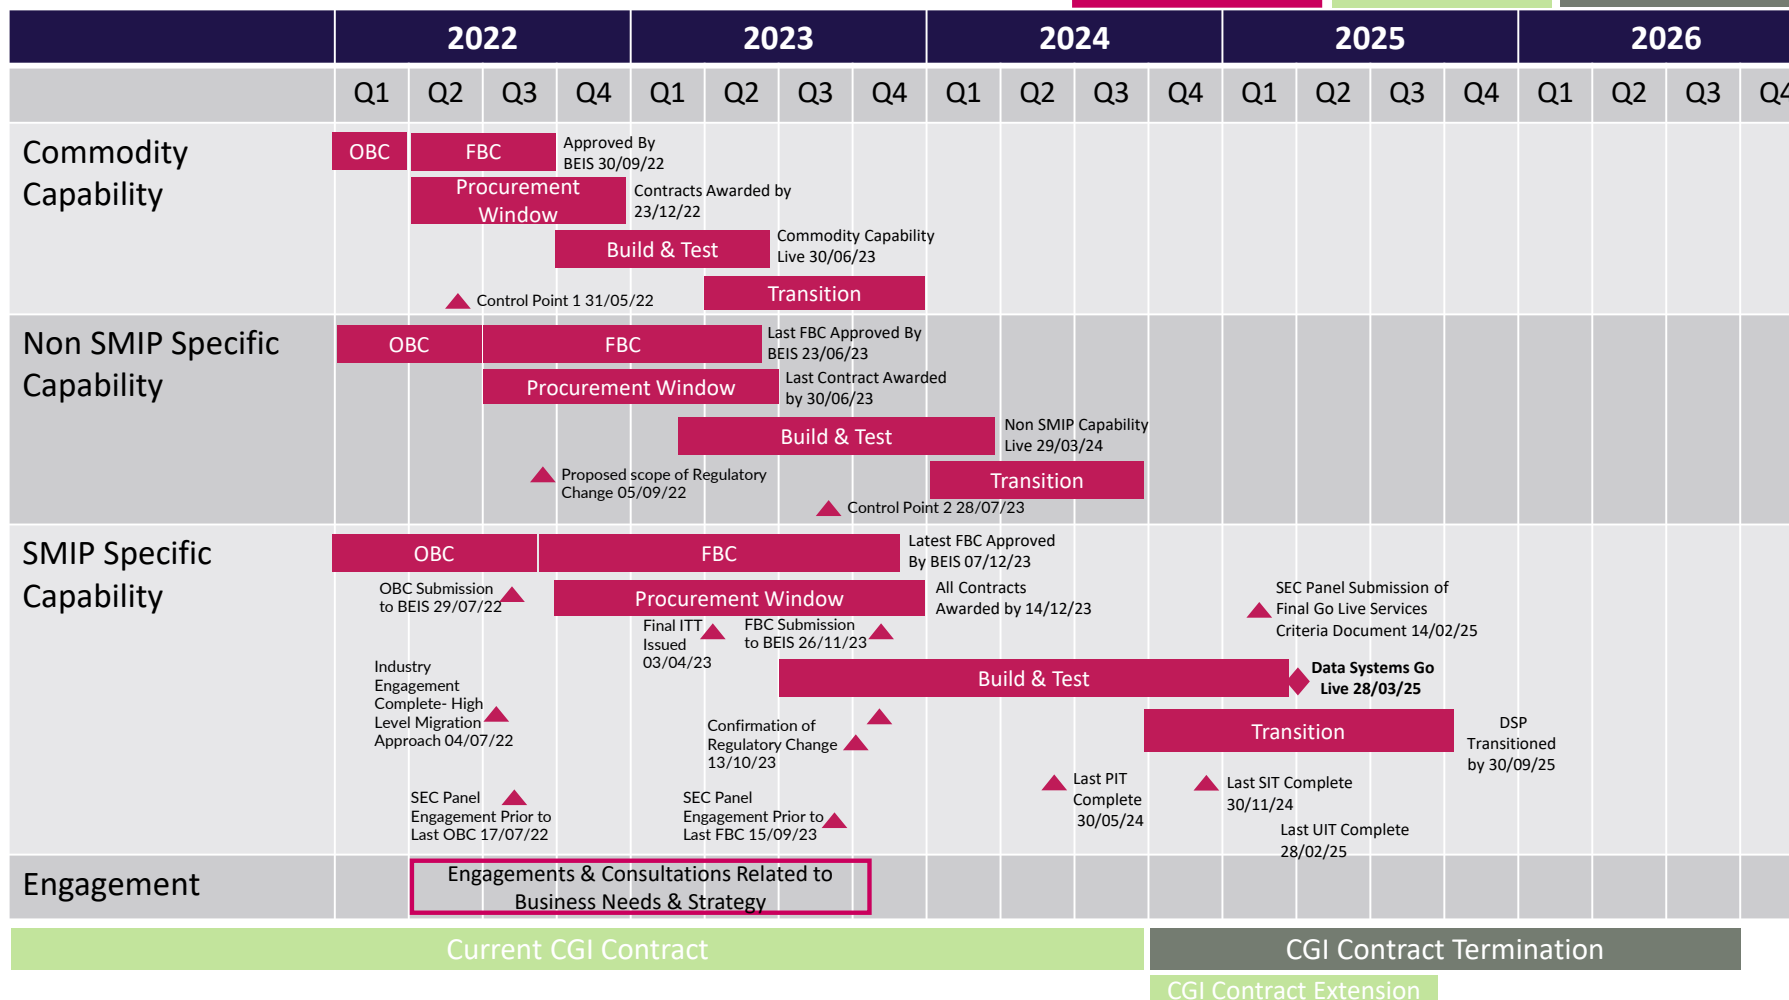 2022 2023 2024 2025 2026
Q1 Q2 Q3 Q4 Q1 Q2 Q3 Q4 Q1 Q2 Q3 Q4 Q1 Q2 Q3 Q4 Q1 Q2 Q3 Q4
Commodity
Capability
OBC
FBC
Approved By
BEIS 30/09/22
Procurement
Window
Contracts Awarded by
23/12/22
Build & Test
Commodity Capability
Live 30/06/23
Control Point 1 31/05/22
Transition
Non SMIP Specific
Capability
OBC
FBC
Last FBC Approved By
BEIS 23/06/23
Procurement Window
Last Contract Awarded
by 30/06/23
Build & Test
Non SMIP Capability
Live 29/03/24
Proposed scope of Regulatory
Change 05/09/22
Transition
Control Point 2 28/07/23
SMIP Specific
Capability
OBC
FBC
Latest FBC Approved
By BEIS 07/12/23
OBC Submission
to BEIS 29/07/22
Procurement Window
All Contracts
Awarded by 14/12/23
SEC Panel Submission of
Final Go Live Services
Criteria Document 14/02/25
Final ITT
Issued
03/04/23
FBC Submission
to BEIS 26/11/23
Industry
Engagement
Complete- High
Level Migration
Approach 04/07/22
Build & Test
Data Systems Go
Live 28/03/25
Confirmation of
Regulatory Change
13/10/23
Transition
DSP
Transitioned
by 30/09/25
SEC Panel
Engagement Prior to
Last OBC 17/07/22
SEC Panel
Engagement Prior to
Last FBC 15/09/23
Last PIT
Complete
30/05/24
Last SIT Complete
30/11/24
Last UIT Complete
28/02/25
Engagement
Engagements & Consultations Related to
Business Needs & Strategy
Current CGI Contract
CGI Contract Termination
CGI Contract Extension